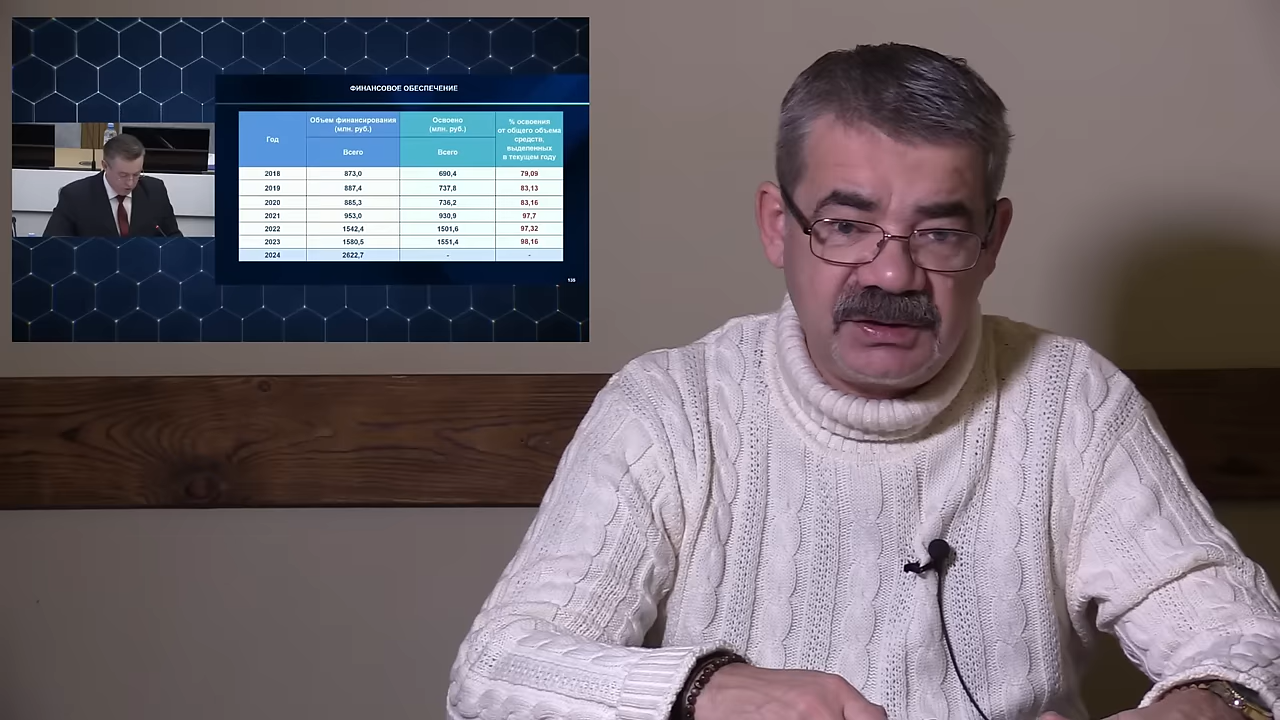 ФИНАНСОВОЕ ОБЕСПЕЧЕНИЕ
Год
Объем финансирования
(млн. руб.)
Всего
Освоено
(млн. руб.)
Всего
% освоения
от общего объема
средств,
выделенных
в текущем году
2018 873,0 690,4 79,09
2019 887,4 737,8 83,13
2020 885,3 736,2 83,16
2021 953,0 930,9 97,7
2022 1542,4 1501,6 97,32
2023 1580,5 1551,4 98,16
2024 2622,7 - -
135